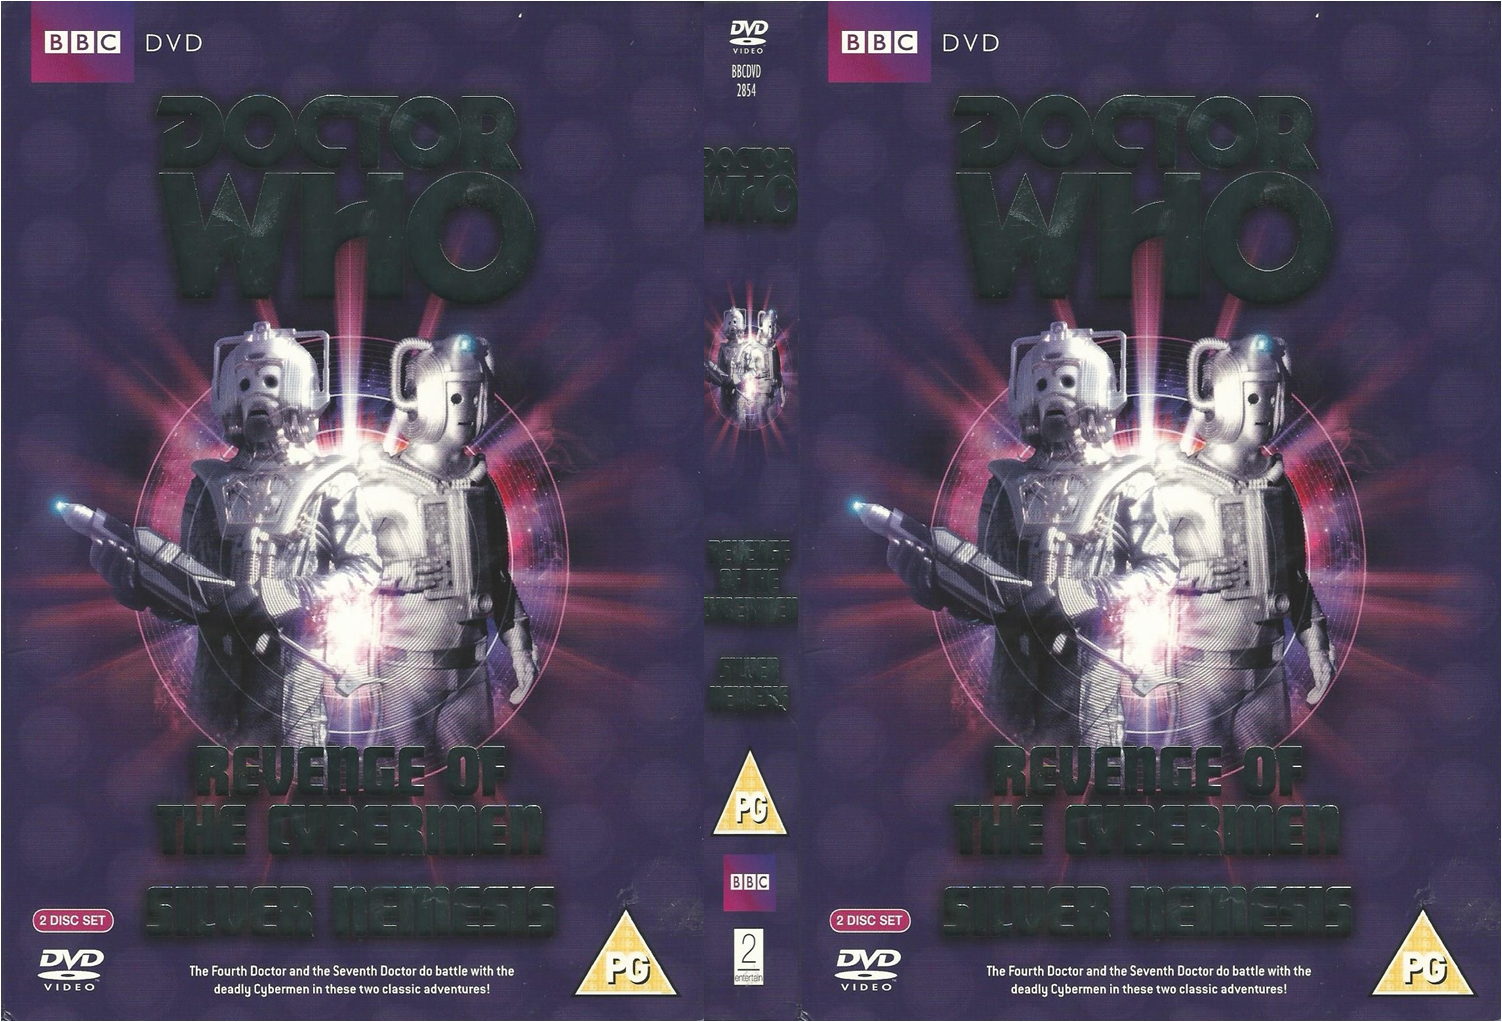 BBC DVD
DOCTOR
WHO
REVENGE OF
THE CYBERMEN
SILVER NEMESIS
2 DISC SET
DVD
VIDEO
The Fourth Doctor and the Seventh Doctor do battle with the
deadly Cybermen in these two classic adventures!
PG
DVD
VIDEO
BBCDVD
2854
DOCTOR
WHO
REVENGE
OF THE
CYBERMEN
SILVER
NEMESIS
PG
BBC
2
entertain
BBC DVD
DOCTOR
WHO
REVENGE OF
THE CYBERMEN
SILVER NEMESIS
2 DISC SET
DVD
VIDEO
The Fourth Doctor and the Seventh Doctor do battle with the
deadly Cybermen in these two classic adventures!
PG